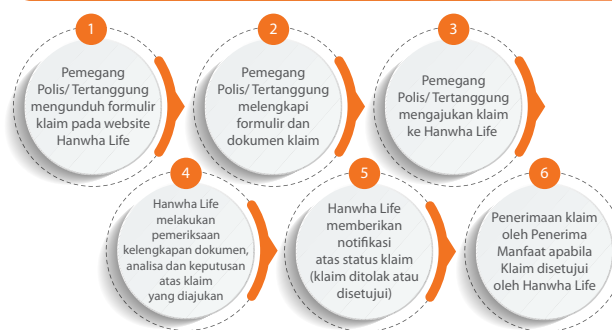 1
Pemegang
Polis/ Tertanggung
mengunduh formulir
klaim pada website
Hanwha Life
2
Pemegang
Polis/ Tertanggung
melengkapi
formulir dan
dokumen klaim
3
Pemegang
Polis/ Tertanggung
mengajukan klaim
ke Hanwha Life
4
Hanwha Life
melakukan
pemeriksaan
kelengkapan dokumen,
analisa dan keputusan
atas klaim
yang diajukan
5
Hanwha Life
memberikan
notifikasi
atas status klaim
(klaim ditolak atau
disetujui)
6
Penerimaan klaim
oleh Penerima
Manfaat apabila
Klaim disetujui
oleh Hanwha Life